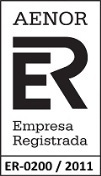 AENOR
ER
Empresa
Registrada
ER-0200 / 2011